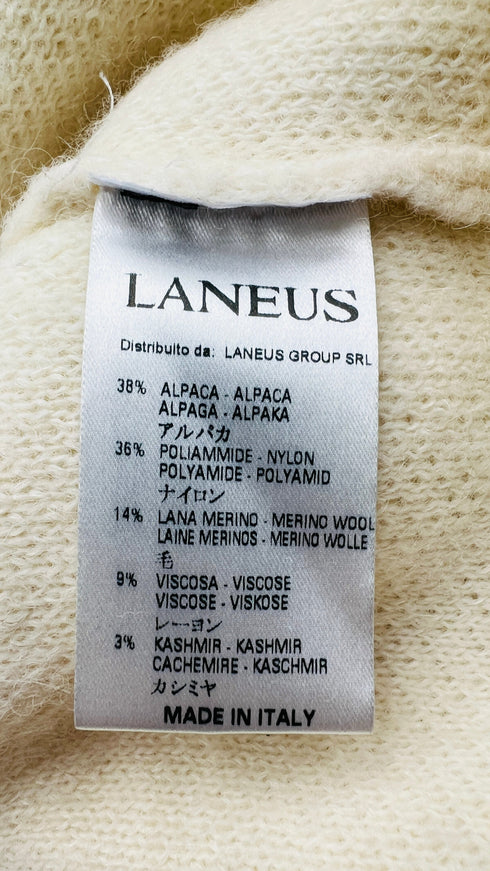 LANEUS
Distribuito da: LANEUS GROUP SRL
38% ALPACA - ALPACA
ALPAGA - ALPAKA
アルパカ
36% POLIAMMIDE - NYLON
POLYAMIDE - POLYAMID
ナイロン
14% LANA MERINO - MERINO WOOL
LAINE MERINOS - MERINO WOLLE
毛
9% VISCOSA - VISCOSE
VISCOSE - VISKOSE
レーヨン
3% KASHMIR - KASHMIR
CACHEMIRE - KASCHMIR
カシミヤ
MADE IN ITALY